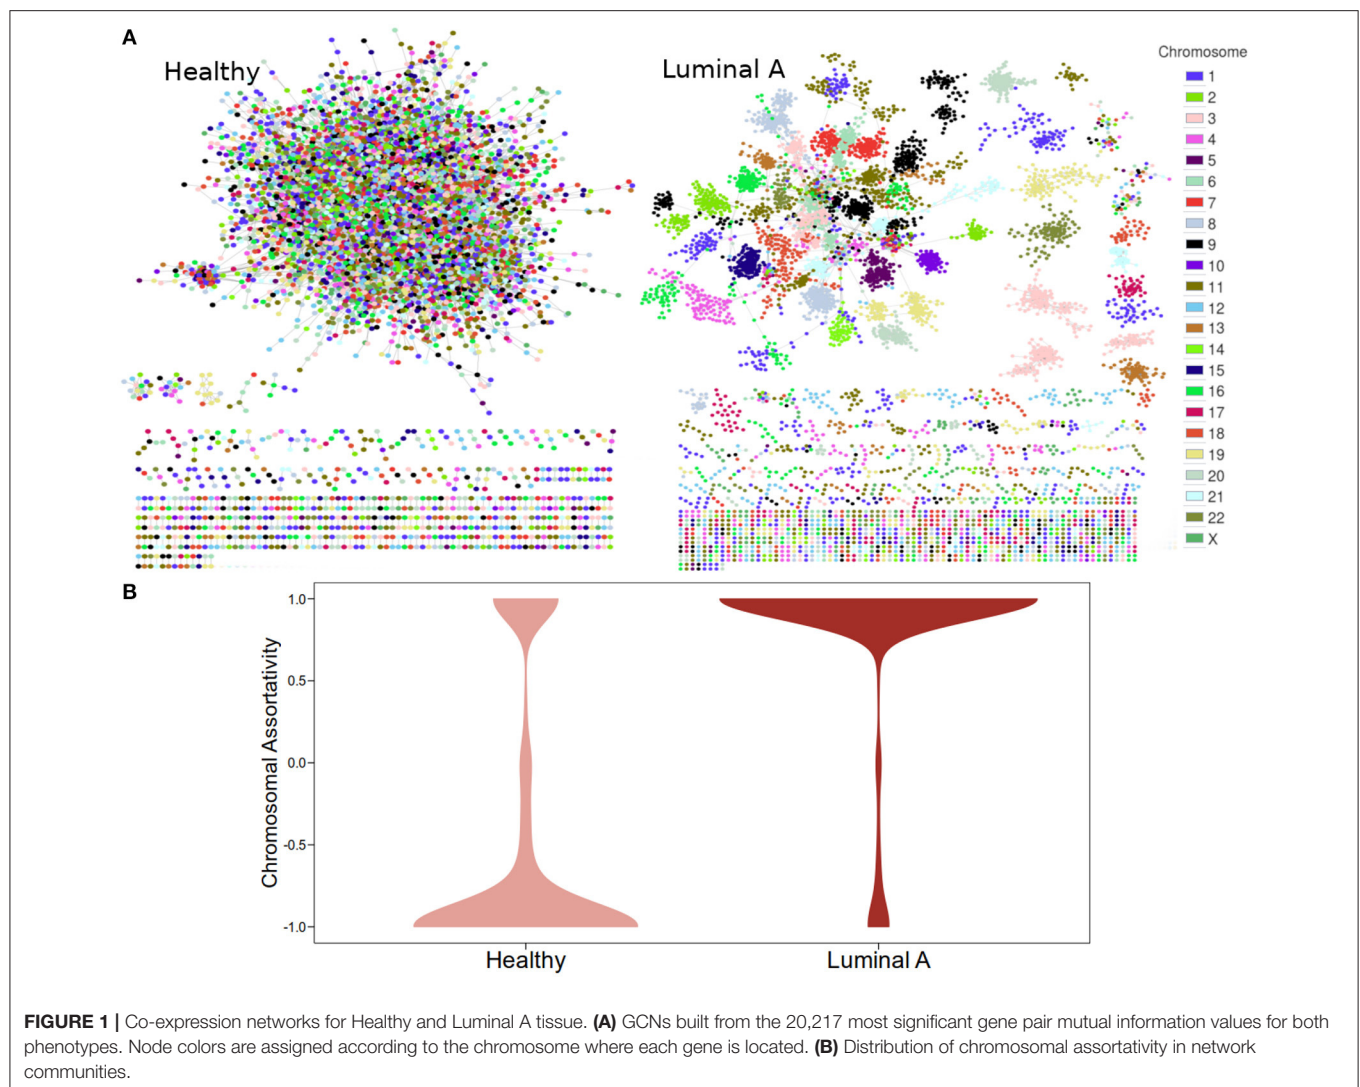 A
Healthy
Luminal A
Chromosome
1
2
3
4
5
6
7
8
9
10
11
12
13
14
15
16
17
18
19
20
21
22
X
B
Chromosomal Assortativity
1.0
0.5
0.0
-0.5
-1.0
Healthy
Luminal A
FIGURE 1 | Co-expression networks for Healthy and Luminal A tissue. (A) GCNs built from the 20,217 most significant gene pair mutual information values for both
phenotypes. Node colors are assigned according to the chromosome where each gene is located. (B) Distribution of chromosomal assortativity in network
communities.